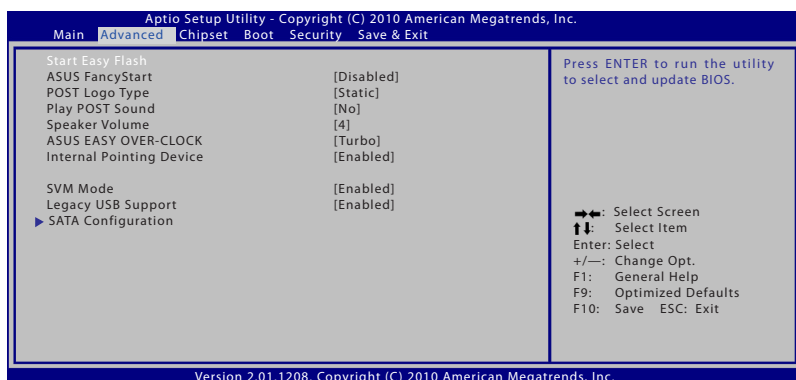 Aptio Setup Utility - Copyright (C) 2010 American Megatrends, Inc.
Main Advanced Chipset Boot Security Save & Exit
Start Easy Flash
ASUS FancyStart [Disabled]
POST Logo Type [Static]
Play POST Sound [No]
Speaker Volume [4]
ASUS EASY OVER-CLOCK [Turbo]
Internal Pointing Device [Enabled]
SVM Mode [Enabled]
Legacy USB Support [Enabled]
SATA Configuration
Press ENTER to run the utility
to select and update BIOS.
→←: Select Screen
↑↓: Select Item
Enter: Select
+/—: Change Opt.
F1: General Help
F9: Optimized Defaults
F10: Save ESC: Exit
Version 2.01.1208. Copyright (C) 2010 American Megatrends, Inc.